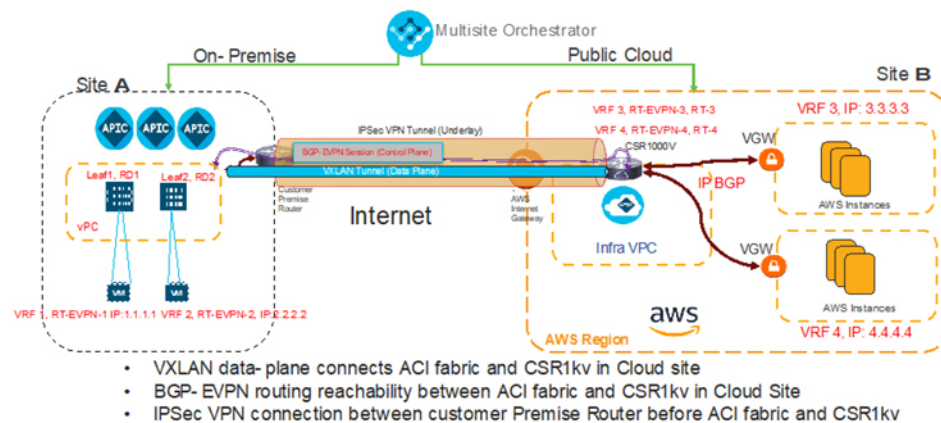 Multisite Orchestrator
On- Premise
Public Cloud
Site A
Site B
APIC
APIC
APIC
IPSec VPN Tunnel (Underlay)
BGP- EVPN Session (Control Plane)
VXLAN Tunnel (Data Plane)
VRF 3, RT-EVPN-3, RT-3
VRF 4, RT-EVPN-4, RT-4
CSR1000V
VRF 3, IP: 3.3.3.3
VGW
AWS Instances
Leaf1, RD1
Leaf2, RD2
vPC
Customer
Premise
Router
Internet
AWS
Internet
Gateway
IP BGP
Infra VPC
VGW
AWS Instances
VM
VM
VRF 1, RT-EVPN-1 IP:1.1.1.1
VRF 2, RT-EVPN-2, IP:2.2.2.2
aws
AWS Region
VRF 4, IP: 4.4.4.4
• VXLAN data- plane connects ACI fabric and CSR1kv in Cloud site
• BGP- EVPN routing reachability between ACI fabric and CSR1kv in Cloud Site
• IPSec VPN connection between customer Premise Router before ACI fabric and CSR1kv